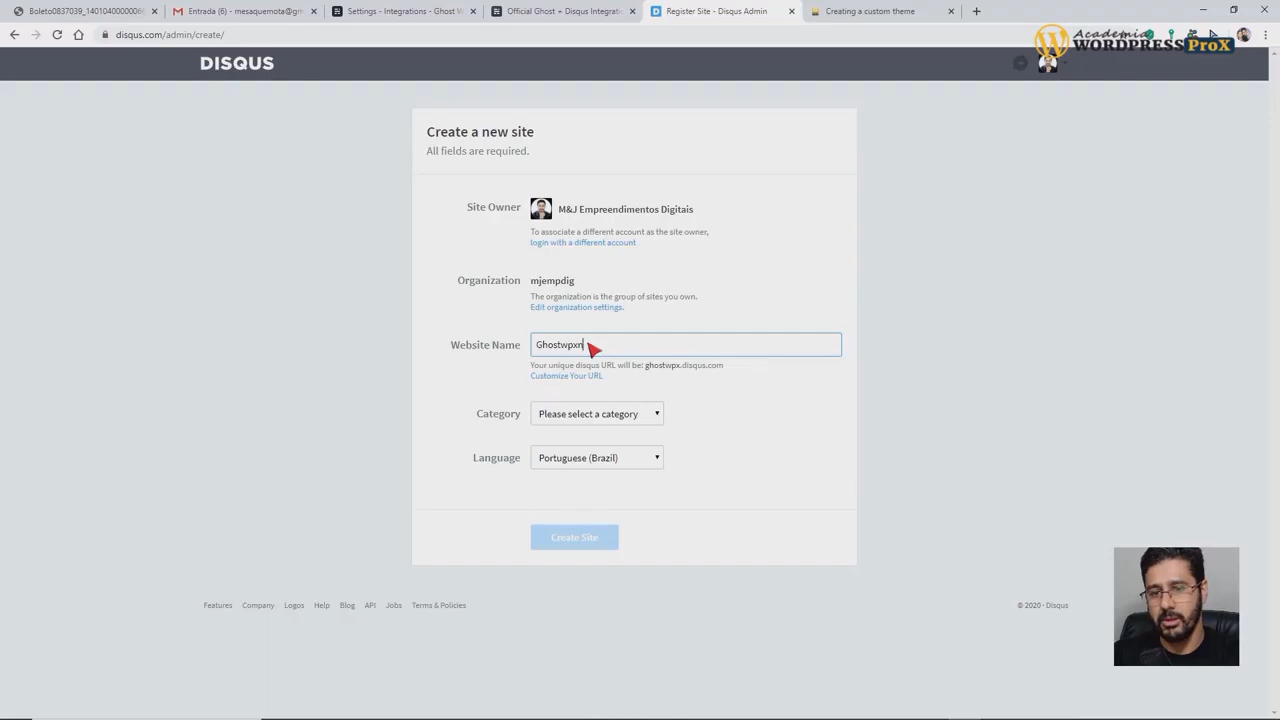 Boleto0837039_14010400000006
Entrada (6) - mesaquemota@gm
Settings - Integrations - Ghost W
Official Ghost + Disqus Integratio
Register Site - Disqus Admin
Creating a custom theme
disqus.com/admin/create/
Academia
WORDPRESS ProX
DISQUS
Create a new site
All fields are required.
Site Owner
M&J Empreendimentos Digitais
To associate a different account as the site owner,
login with a different account
Organization
mjempdig
The organization is the group of sites you own.
Edit organization settings.
Website Name
Ghostwpxn
Your unique disqus URL will be: ghostwpx.disqus.com
Customize Your URL
Category
Please select a category
Language
Portuguese (Brazil)
Create Site
Features
Company
Logos
Help
Blog
API
Jobs
Terms & Policies
© 2020 - Disqus